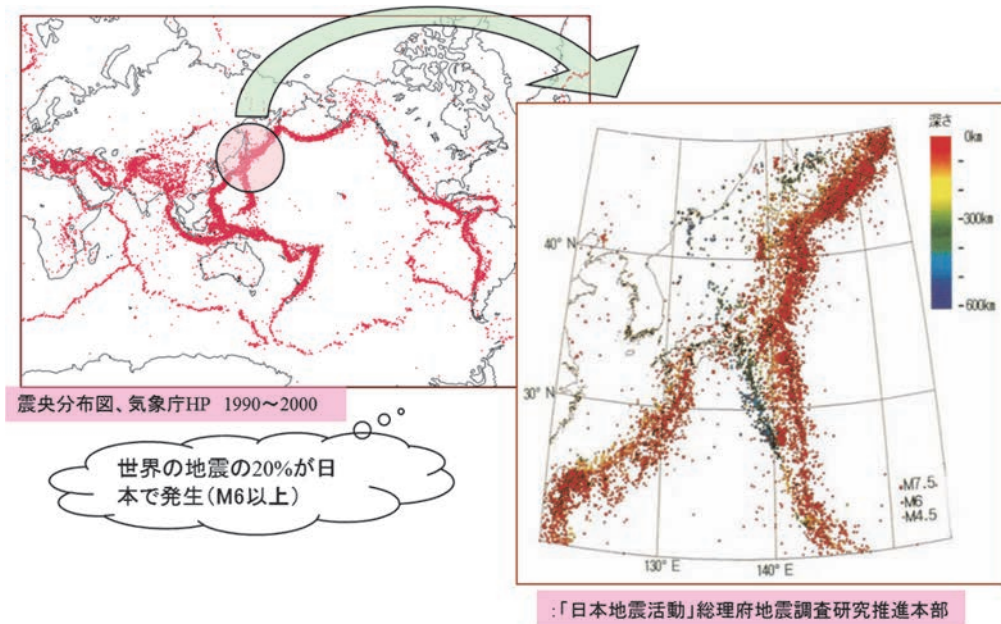 震央分布図、気象庁HP 1990～2000
世界の地震の20%が日
本で発生(M6以上)
深さ
0km
300km
600km
40° N
30° N
130° E
140° E
・M7.5
・M6
・M4.5
:「日本地震活動」総理府地震調査研究推進本部